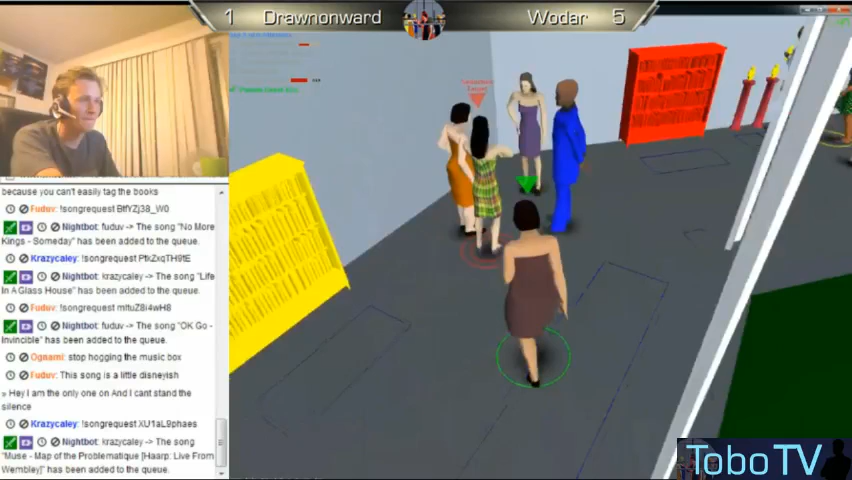 1 Drawnonward Wodar 5
because you can't easily tag the books
Fuduv: !songrequest BtfYZj38_W0
Nightbot: fuduv -> The song "No More
Kings - Someday" has been added to the queue.
Krazycaley: !songrequest PtkZxqTH9fE
Nightbot: krazycaley -> The song "Life
In A Glass House" has been added to the queue.
Fuduv: !songrequest mItuZ8i4wH8
Nightbot: fuduv -> The song "OK Go -
Invincible" has been added to the queue.
Ognami: stop hogging the music box
Fuduv: This song is a little disneyish
» Hey I am the only one on And I cant stand the
silence
Krazycaley: !songrequest XU1aL9phaes
Nightbot: krazycaley -> The song
"Muse - Map of the Problematique [Haarp: Live From
Wembley]" has been added to the queue.
ToboTV